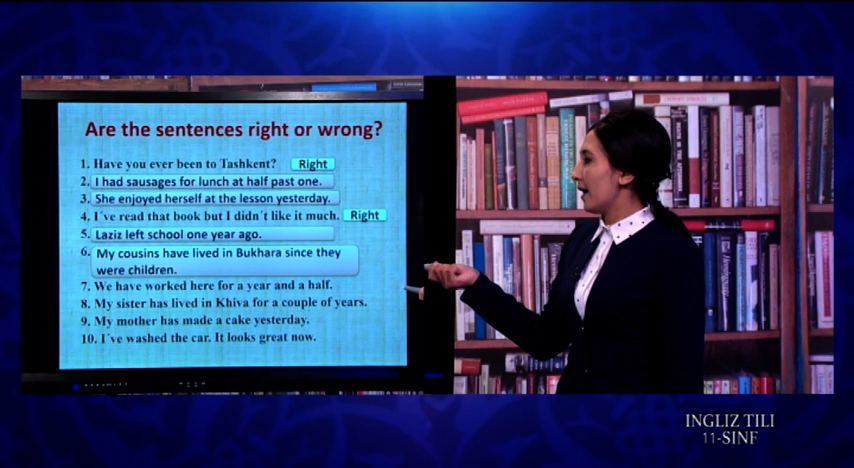 Are the sentences right or wrong?
1. Have you ever been to Tashkent? Right
2. I had sausages for lunch at half past one.
3. She enjoyed herself at the lesson yesterday.
4. I´ve read that book but I didn´t like it much. Right
5. Laziz left school one year ago.
6. My cousins have lived in Bukhara since they
were children.
7. We have worked here for a year and a half.
8. My sister has lived in Khiva for a couple of years.
9. My mother has made a cake yesterday.
10. I´ve washed the car. It looks great now.
INGLIZ TILI
11-SINF